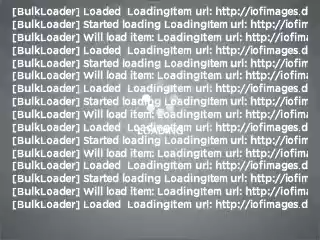 [BulkLoader] Loaded  LoadingItem url: http://iofimages.d
[BulkLoader] Started loading LoadingItem url: http://iofim
[BulkLoader] Will load item: LoadingItem url: http://iofima
[BulkLoader] Loaded  LoadingItem url: http://iofimages.d
[BulkLoader] Started loading LoadingItem url: http://iofim
[BulkLoader] Will load item: LoadingItem url: http://iofima
[BulkLoader] Loaded  LoadingItem url: http://iofimages.d
[BulkLoader] Started loading LoadingItem url: http://iofim
[BulkLoader] Will load item: LoadingItem url: http://iofima
[BulkLoader] Loaded  LoadingItem url: http://iofimages.d
LOADING
[BulkLoader] Started loading LoadingItem url: http://iofim
[BulkLoader] Will load item: LoadingItem url: http://iofima
[BulkLoader] Loaded  LoadingItem url: http://iofimages.d
[BulkLoader] Started loading LoadingItem url: http://iofim
[BulkLoader] Will load item: LoadingItem url: http://iofima
[BulkLoader] Loaded  LoadingItem url: http://iofimages.d